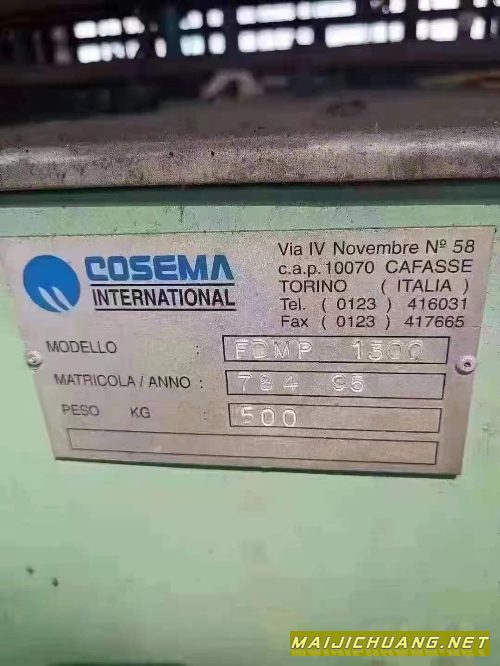 COSEMA
INTERNATIONAL
Via IV Novembre Nº 58
c.a.p. 10070 CAFASSE
TORINO ( ITALIA )
Tel. ( 0123 ) 416031
Fax ( 0123 ) 417665
MODELLO : FDMP 1300
MATRICOLA / ANNO : 784 95
PESO KG : 500
MAIJICHUANG.NET